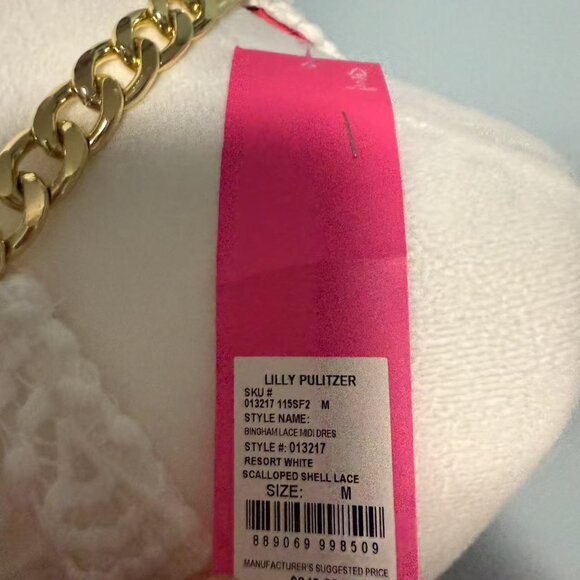 LILLY PULITZER
SKU #
013217 115SF2 M
STYLE NAME:
BINGHAM LACE MIDI DRES
STYLE #: 013217
RESORT WHITE
SCALLOPED SHELL LACE
SIZE: M
889069 998509
MANUFACTURER'S SUGGESTED PRICE